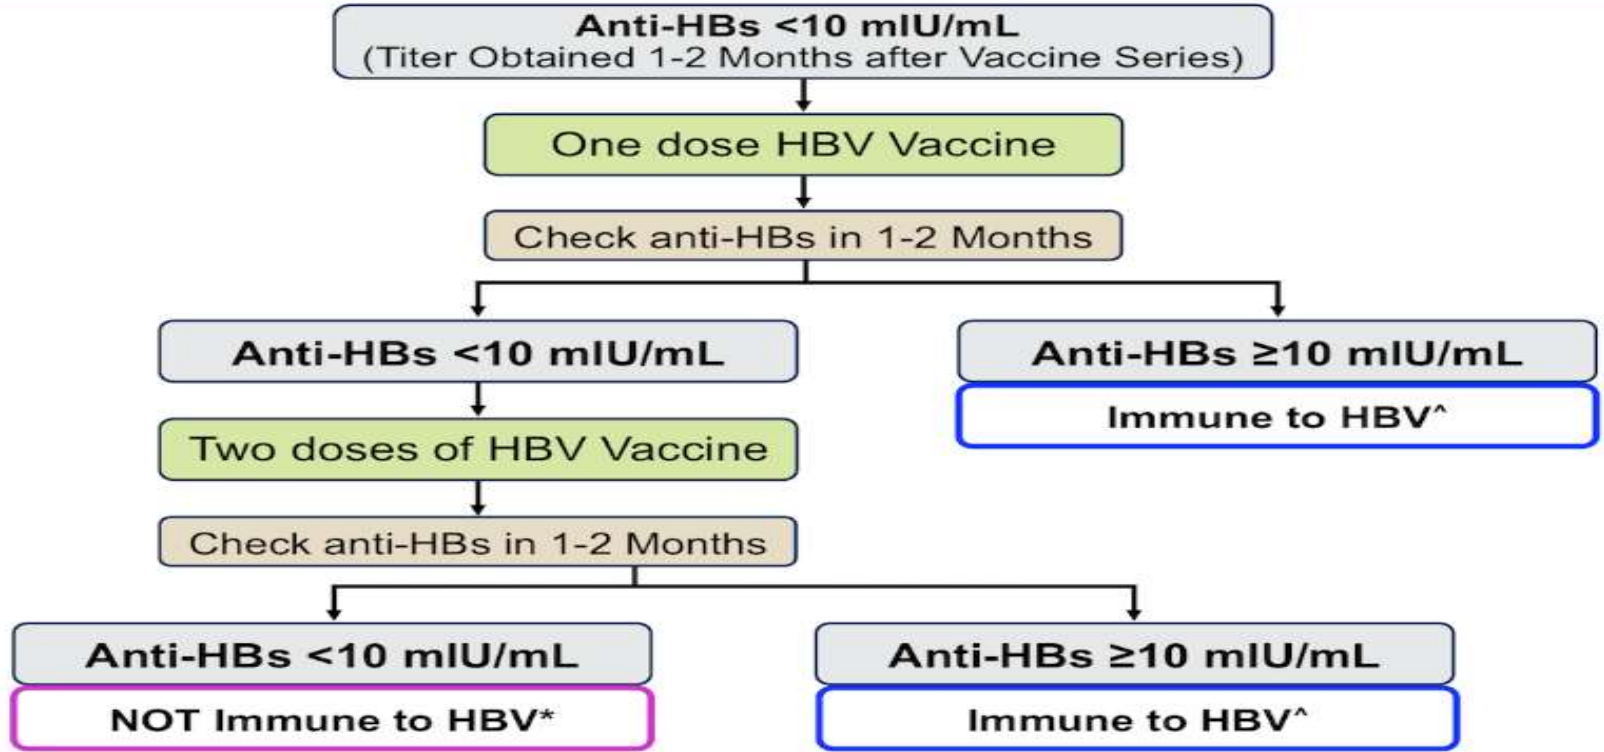 Anti-HBs <10 mIU/mL
(Titer Obtained 1-2 Months after Vaccine Series)
One dose HBV Vaccine
Check anti-HBs in 1-2 Months
Anti-HBs <10 mIU/mL
Anti-HBs ≥10 mIU/mL
Immune to HBV^
Two doses of HBV Vaccine
Check anti-HBs in 1-2 Months
Anti-HBs <10 mIU/mL
NOT Immune to HBV*
Anti-HBs ≥10 mIU/mL
Immune to HBV^